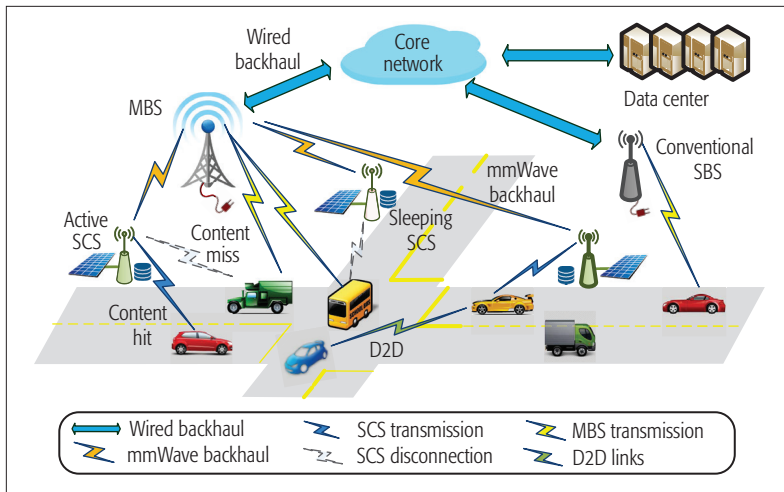 Wired
backhaul
Core
network
Data center
MBS
Conventional
SBS
mmWave
backhaul
Active
SCS
Content
miss
Sleeping
SCS
Content
hit
D2D
Wired backhaul
SCS transmission
MBS transmission
mmWave backhaul
SCS disconnection
D2D links